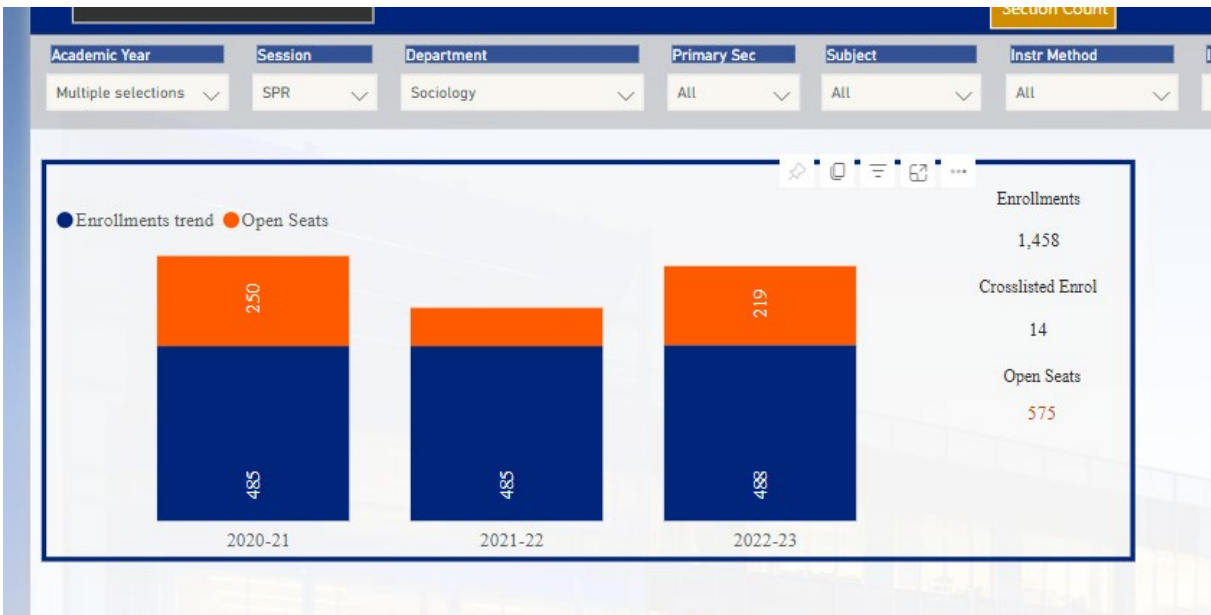 Section Count
Academic Year Session Department Primary Sec Subject Instr Method
Multiple selections SPR Sociology All All All
Enrollments trend Open Seats
Enrollments
1,458
Crosslisted Enrol
14
Open Seats
575
250 219
485 485 488
2020-21 2021-22 2022-23